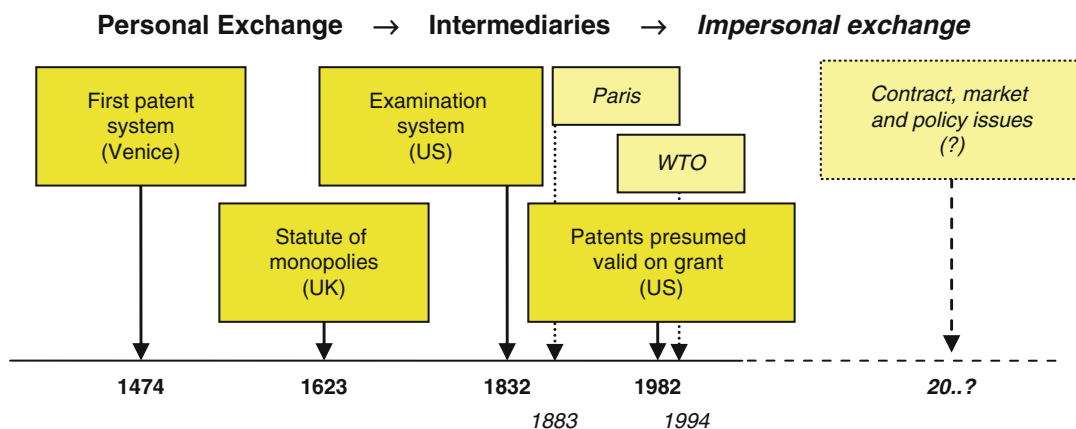 Personal Exchange → Intermediaries → Impersonal exchange
First patent
system
(Venice)
Examination
system
(US)
Paris
Contract, market
and policy issues
(?)
WTO
Statute of
monopolies
(UK)
Patents presumed
valid on grant
(US)
1474
1623
1832
1982
20..?
1883
1994